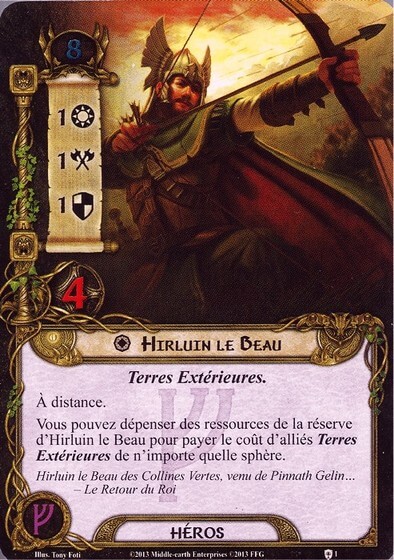 8
1
1
1
4
Hirluin le Beau
Terres Extérieures.
À distance.
Vous pouvez dépenser des ressources de la réserve
d'Hirluin le Beau pour payer le coût d'alliés Terres
Extérieures de n'importe quelle sphère.
Hirluin le Beau des Collines Vertes, venu de Pinnath Gelin…
– Le Retour du Roi
HÉROS
Illus. Tony Foti
©2013 Middle-earth Enterprises ©2013 FFG
1